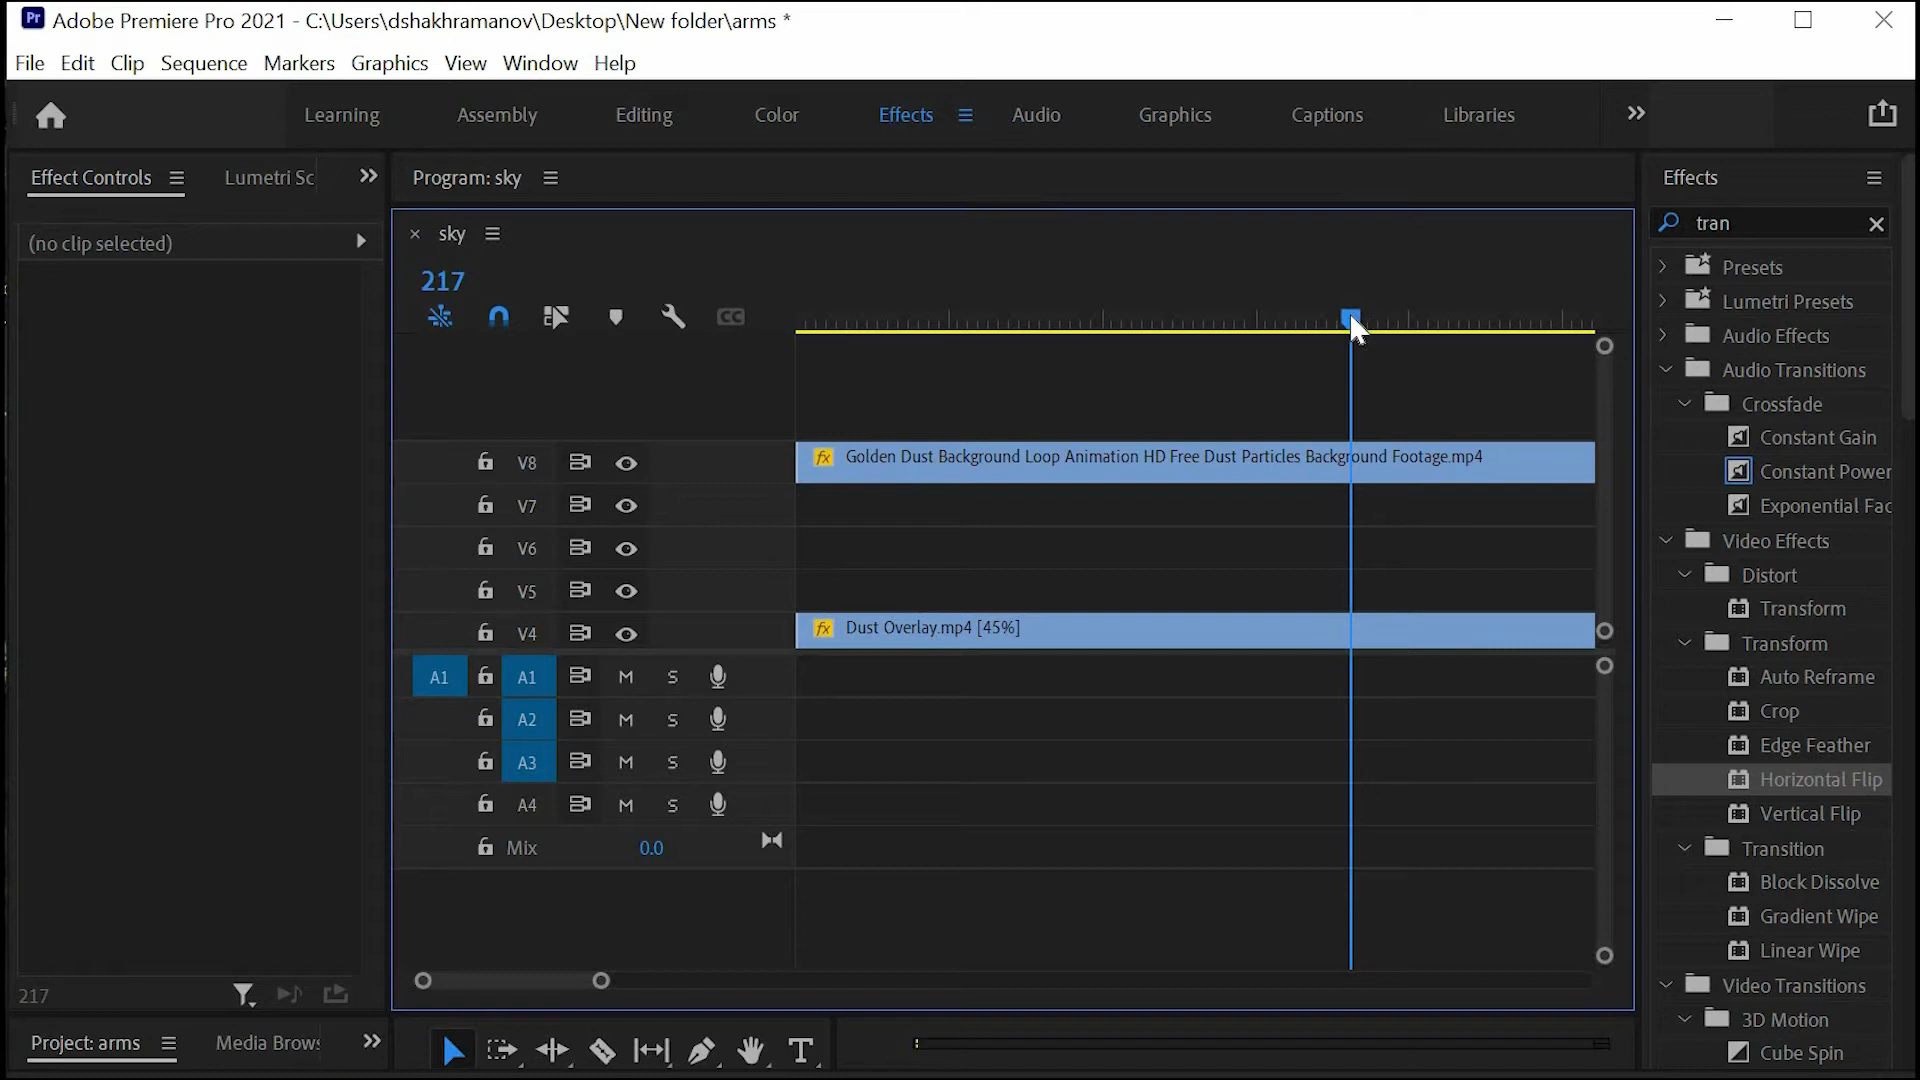 Pr Adobe Premiere Pro 2021 - C:\Users\dshakhramanov\Desktop\New folder\arms *
File Edit Clip Sequence Markers Graphics View Window Help
Learning Assembly Editing Color Effects Audio Graphics Captions Libraries
Effect Controls Lumetri Sc
(no clip selected)
217
Project: arms Media Brows
Program: sky
sky
217
CC
V8 Golden Dust Background Loop Animation HD Free Dust Particles Background Footage.mp4
fx
V7
V6
V5
V4 fx Dust Overlay.mp4 [45%]
A1 A1 M S
A2 M S
A3 M S
A4 M S
Mix 0.0
T
Effects
tran
Presets
Lumetri Presets
Audio Effects
Audio Transitions
Crossfade
Constant Gain
Constant Power
Exponential Fac
Video Effects
Distort
Transform
Transform
Auto Reframe
Crop
Edge Feather
Horizontal Flip
Vertical Flip
Transition
Block Dissolve
Gradient Wipe
Linear Wipe
Video Transitions
3D Motion
Cube Spin